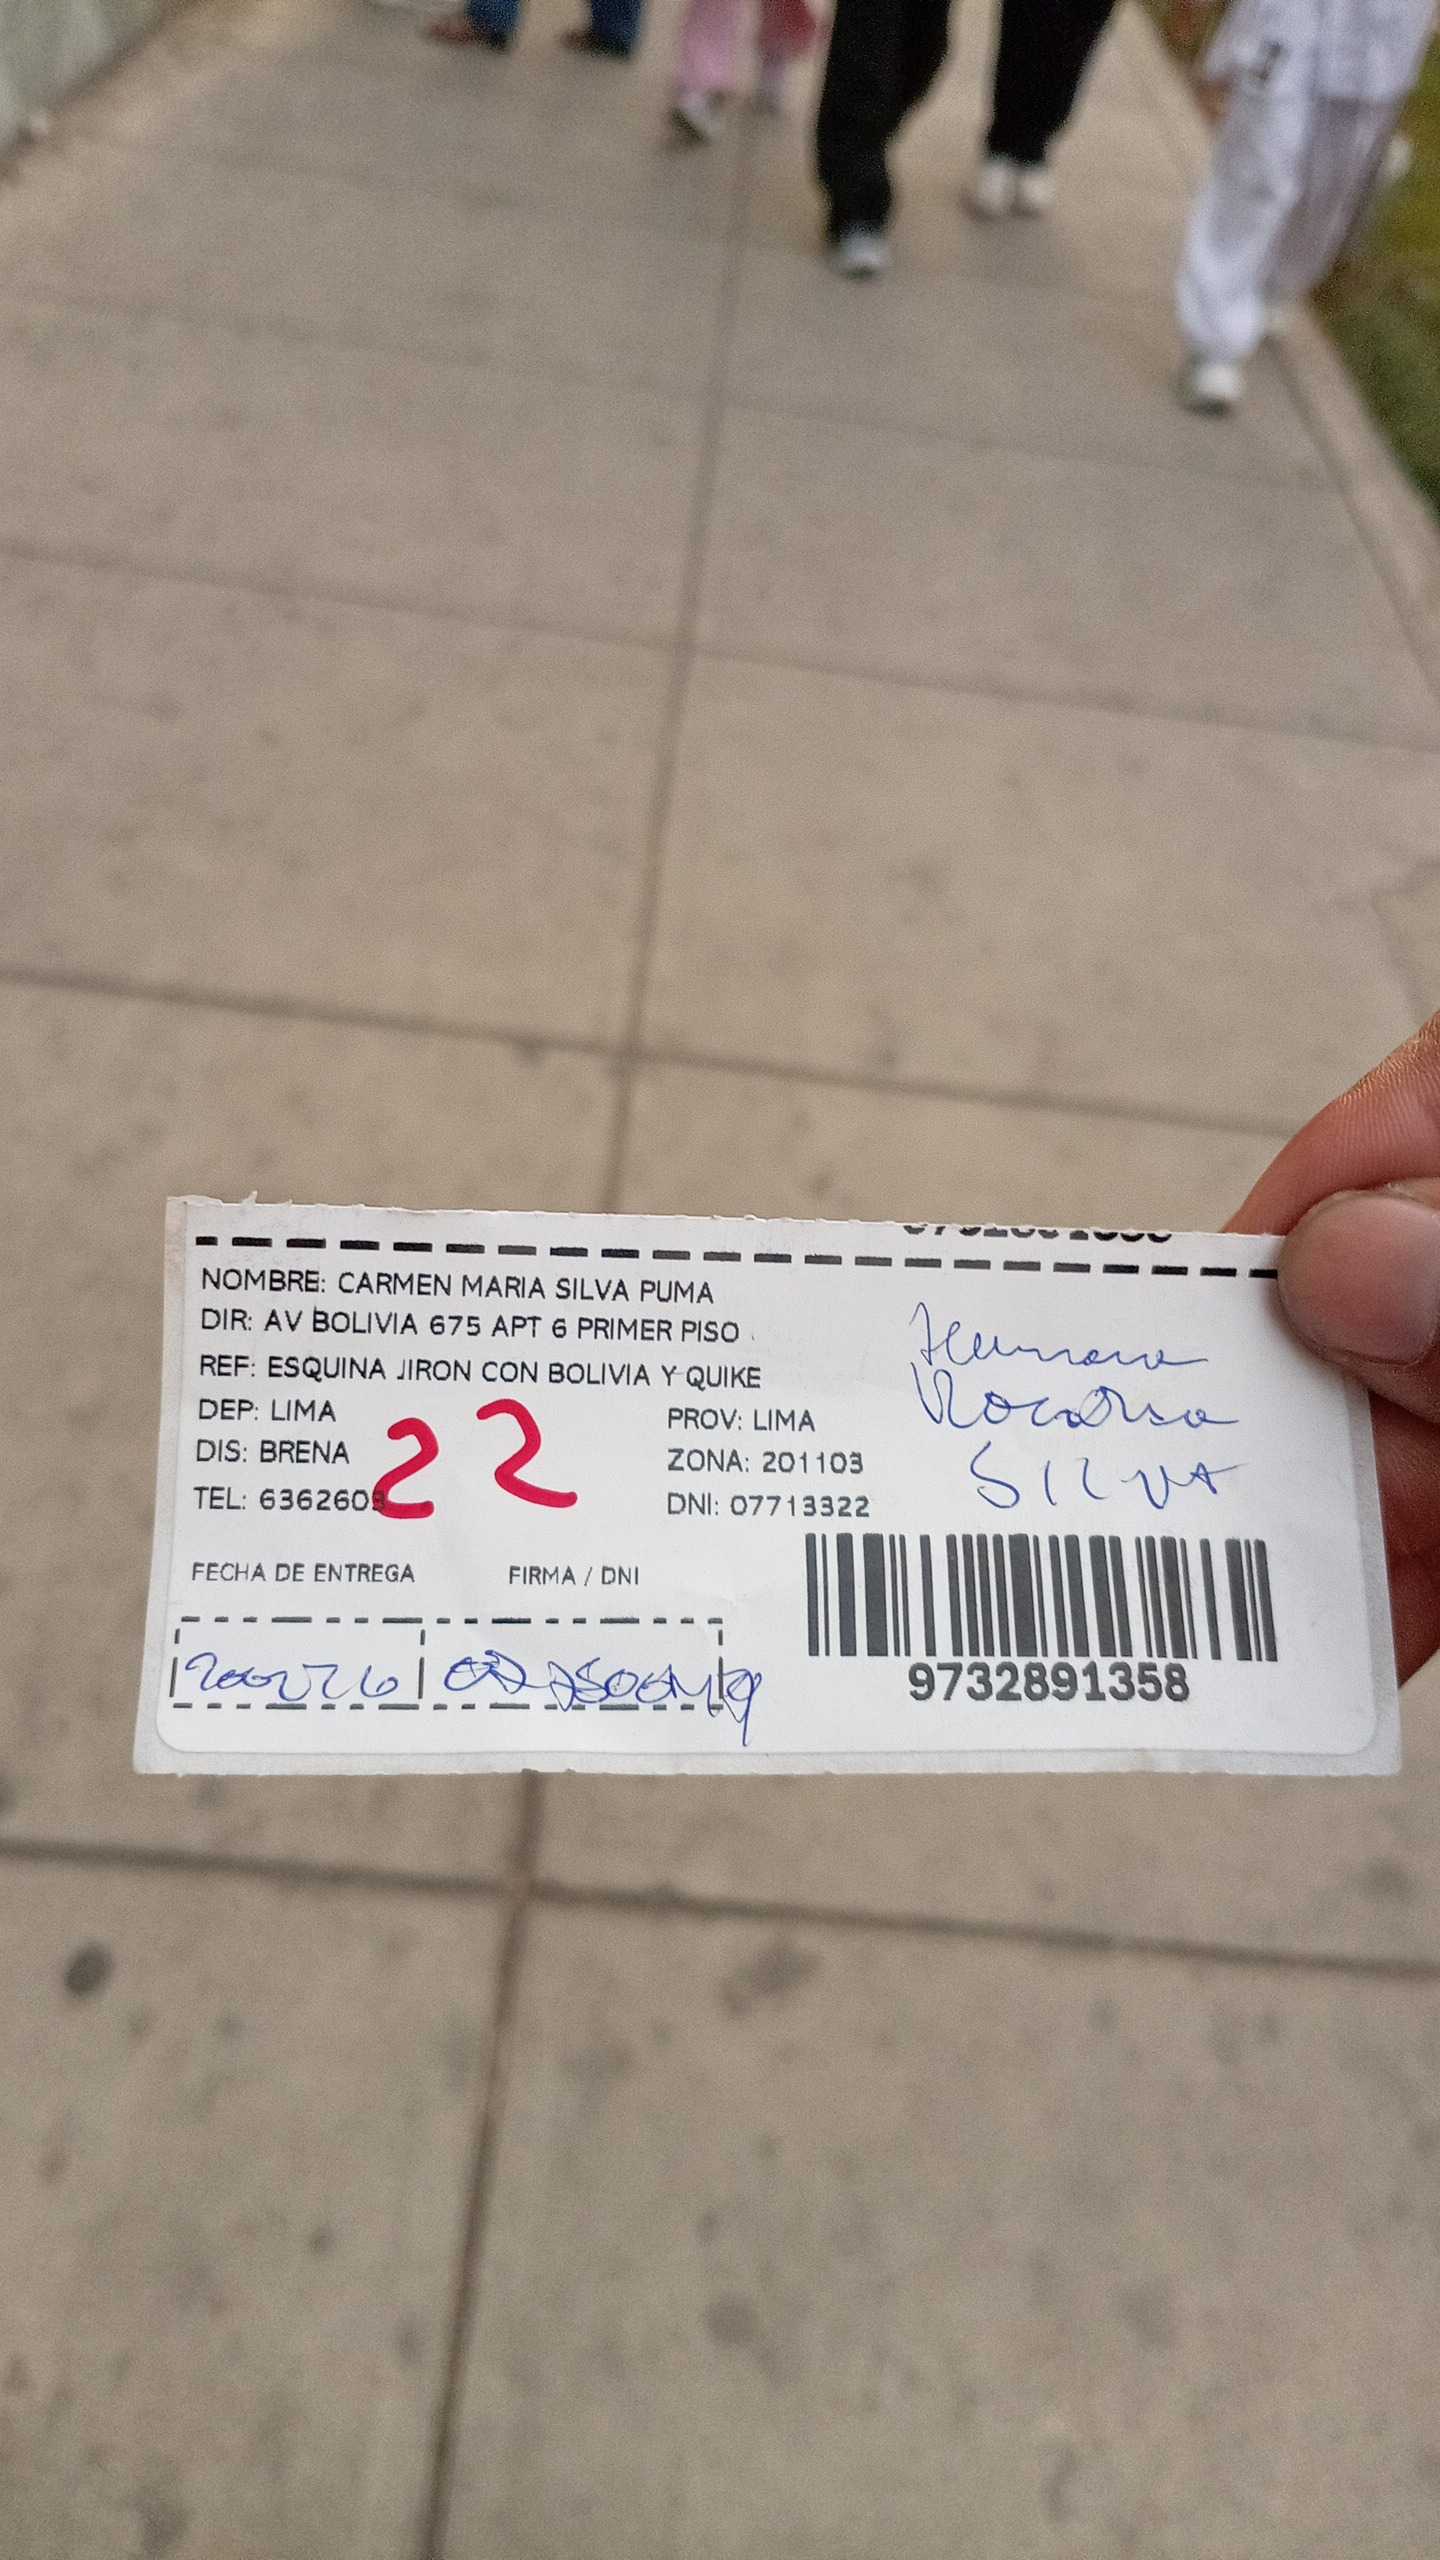 NOMBRE: CARMEN MARIA SILVA PUMA
DIR: AV BOLIVIA 675 APT 6 PRIMER PISO
REF: ESQUINA JIRON CON BOLIVIA Y QUIKE
DEP: LIMA
PROV: LIMA
22
DIS: BRENA
ZONA: 201103
TEL: 636260
DNI: 07713322
Hermana
SILVA
FECHA DE ENTREGA
FIRMA / DNI
9732891358